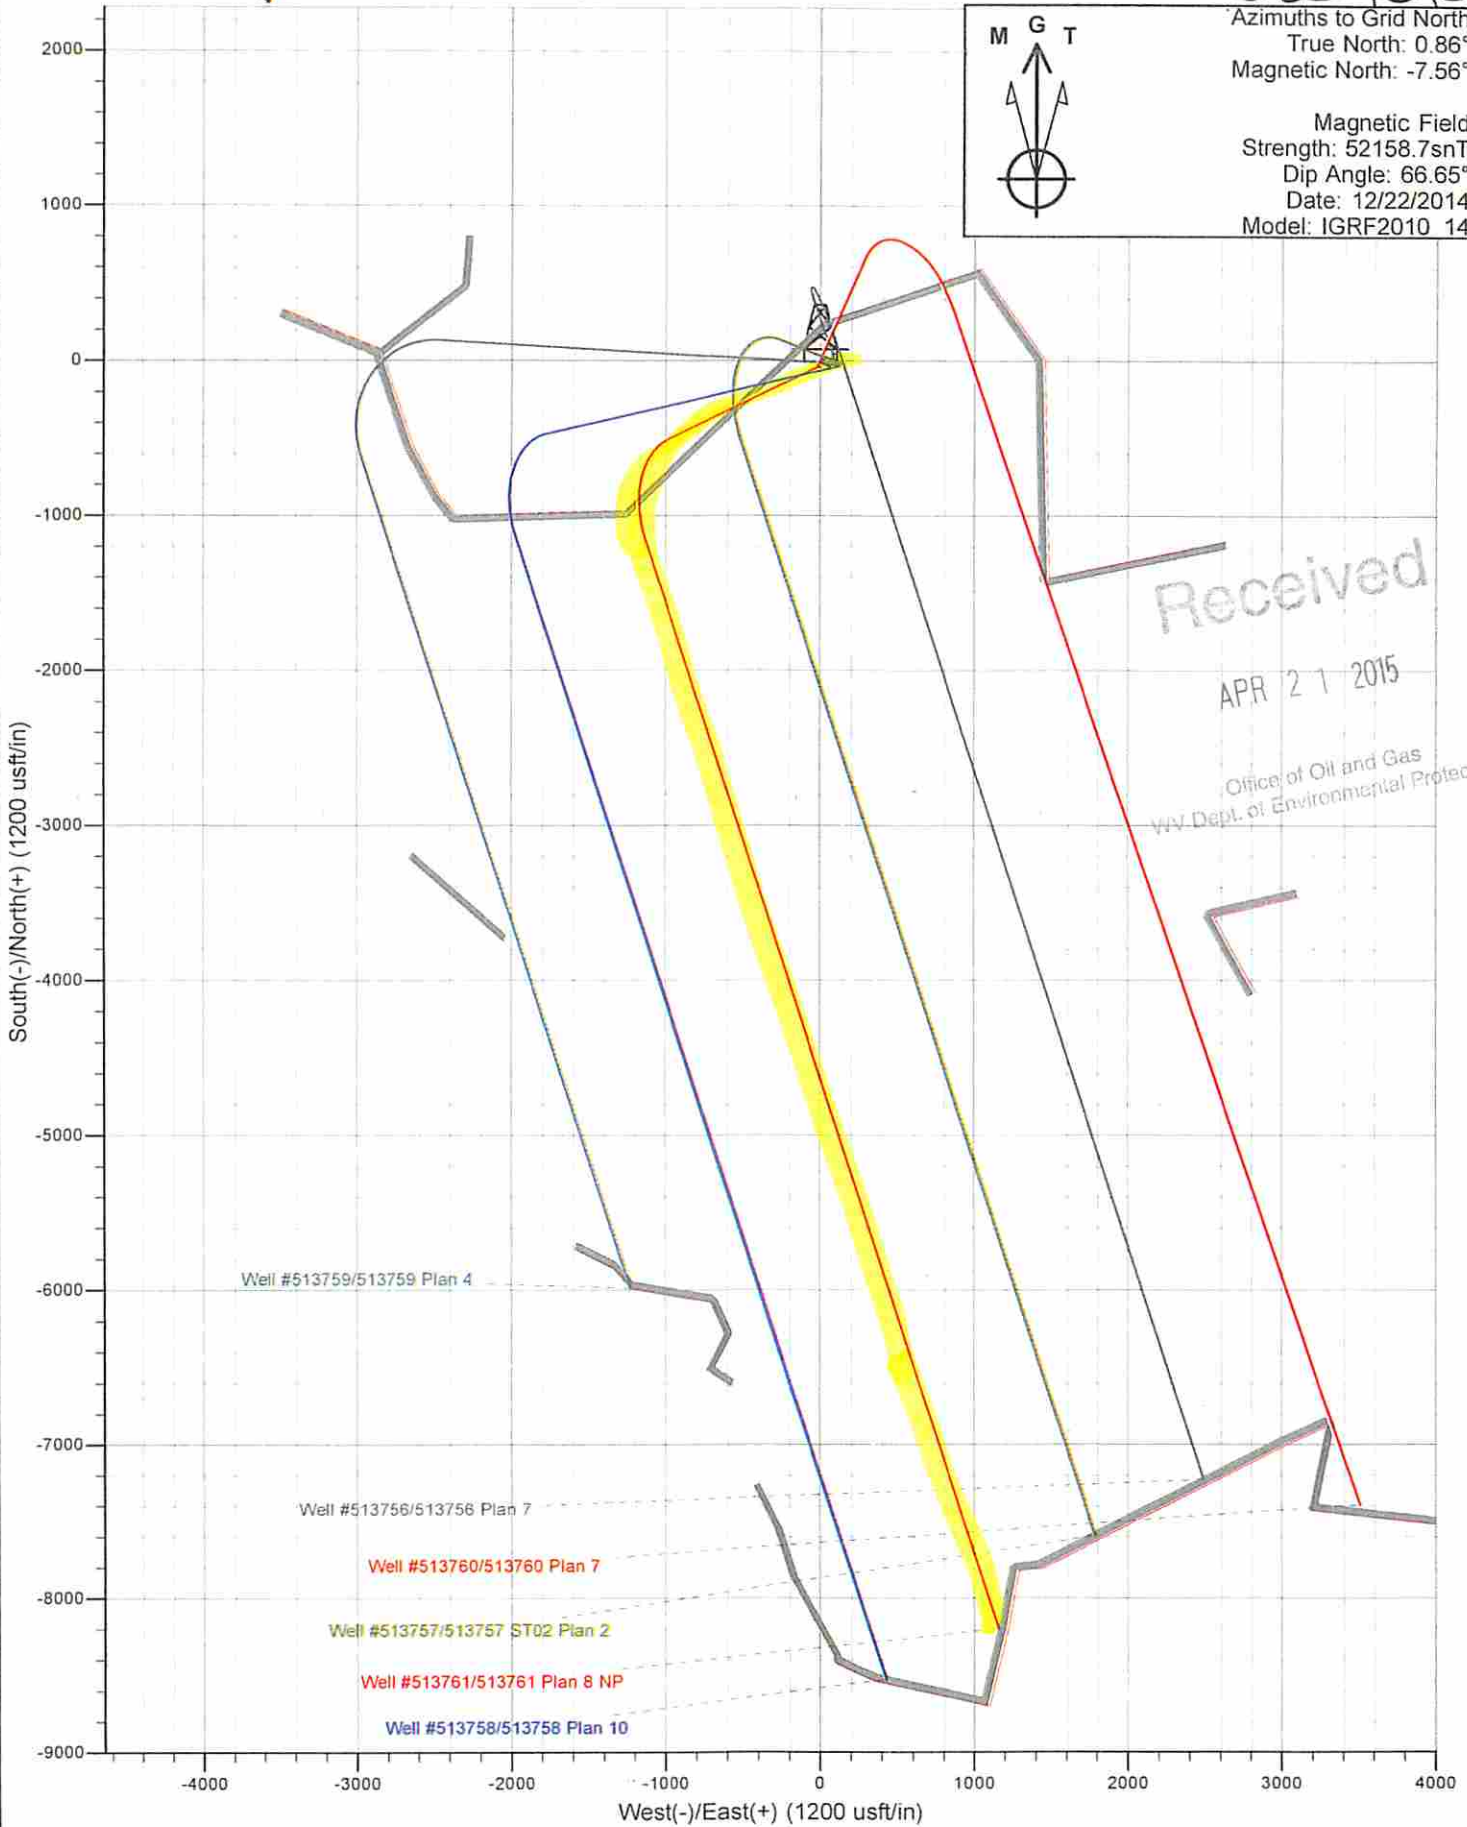 Azimuths to Grid North
True North: 0.86°
Magnetic North: -7.56°
Magnetic Field
Strength: 52158.7snT
Dip Angle: 66.65°
Date: 12/22/2014
Model: IGRF2010_14
M G T
2000
1000
0
-1000
-2000
-3000
-4000
-5000
-6000
-7000
-8000
-9000
South(-)/North(+) (1200 usft/in)
Received
APR 21 2015
Office of Oil and Gas
WV Dept. of Environmental Protec
Well #513759/513759 Plan 4
Well #513756/513756 Plan 7
Well #513760/513760 Plan 7
Well #513757/513757 ST02 Plan 2
Well #513761/513761 Plan 8 NP
Well #513758/513758 Plan 10
-4000 -3000 -2000 -1000 0 1000 2000 3000 4000
West(-)/East(+) (1200 usft/in)